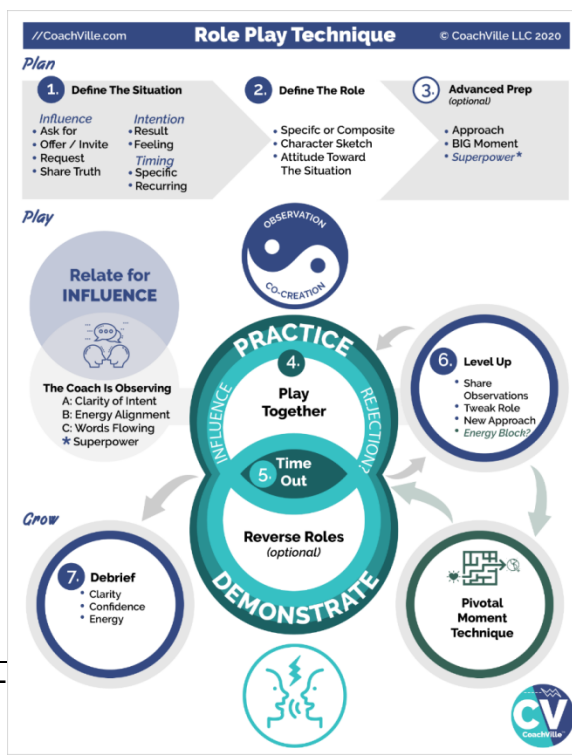 //CoachVille.com
Role Play Technique
© CoachVille LLC 2020
Plan
1. Define The Situation
Influence
• Ask for
• Offer / Invite
• Request
• Share Truth
Intention
• Result
• Feeling
Timing
• Specific
• Recurring
2. Define The Role
• Specifc or Composite
• Character Sketch
• Attitude Toward
The Situation
3. Advanced Prep
(optional)
• Approach
• BIG Moment
• Superpower*
Play
OBSERVATION
CO-CREATION
Relate for
INFLUENCE
The Coach Is Observing
A: Clarity of Intent
B: Energy Alignment
C: Words Flowing
* Superpower
PRACTICE
4.
Play
Together
INFLUENCE
REJECTION?
5. Time
Out
Reverse Roles
(optional)
DEMONSTRATE
6. Level Up
• Share
Observations
• Tweak Role
• New Approach
• Energy Block?
Grow
7. Debrief
• Clarity
• Confidence
• Energy
Pivotal
Moment
Technique
CV
CoachVille